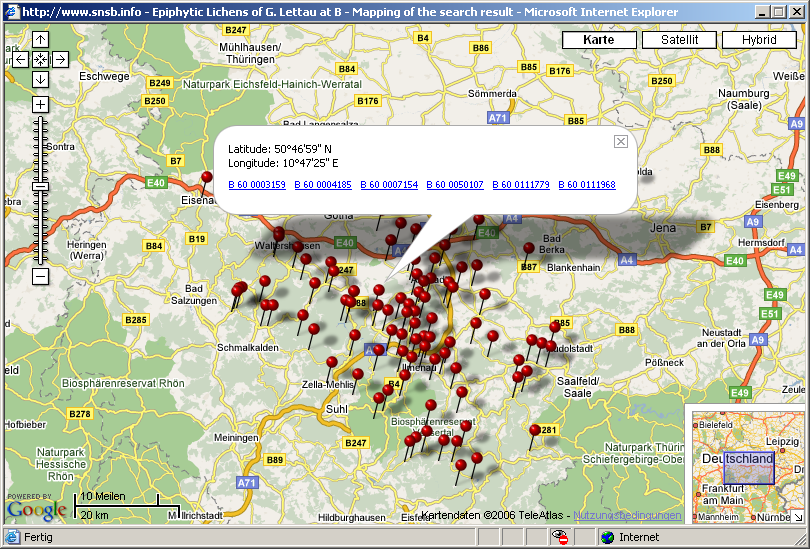 http://www.snsb.info - Epiphytic Lichens of G. Lettau at B - Mapping of the search result - Microsoft Internet Explorer
Karte Satellit Hybrid
B247
B4
Mühlhausen/
Thüringen
B84
B86
B85
B176
Eschwege
B249
Naturpark Eichsfeld-Hainich-Werratal
B250
B250
B176
Sömmerda
Naumburg
(Saale)
Weiße
A71
A9
Bad Langensalza
Sontra
B7
B88
Latitude: 50°46'59" N
Longitude: 10°47'25" E
B 60 0003159 B 60 0004185 B 60 0007154 B 60 0050107 B 60 0111779 B 60 0111968
E40
Eisena
E49
E51
Eisenberg
Gotha
A4
B7
Jena
A9
E40
E40
Waltershausen
B84
B19
Heringen
(Werra)
Bad
Berka
A4
Hermsdorf
E40
A4
B87
Blankenhain
B247
Bad
Salzungen
B88
E49
E51
B285
B85
B88
Neustadt
an der Orla
A9
Schmalkalden
Rudolstadt
Pößneck
Ilmenau
Biosphärenreservat Rhön
Zella-Mehlis
B4
Saalfeld/
Saale
E49
Suhl
B278
Hofbieber
Biosphärenreservat
B281
Meiningen
B247
Naturpark
Hessische
Rhön
B89
Naturpark Thürin
Schiefergebirge-Ober
A71
Bielefeld
Leipzig
Deutschland
Frankfurt
am Main
Mannheim
Nürnber
POWERED BY
Google
10 Meilen
20 km
Mellrichstadt
Hildburghausen
Eisfeld
Kartendaten ©2006 TeleAtlas - Nutzungsbedingungen
Fertig
Internet